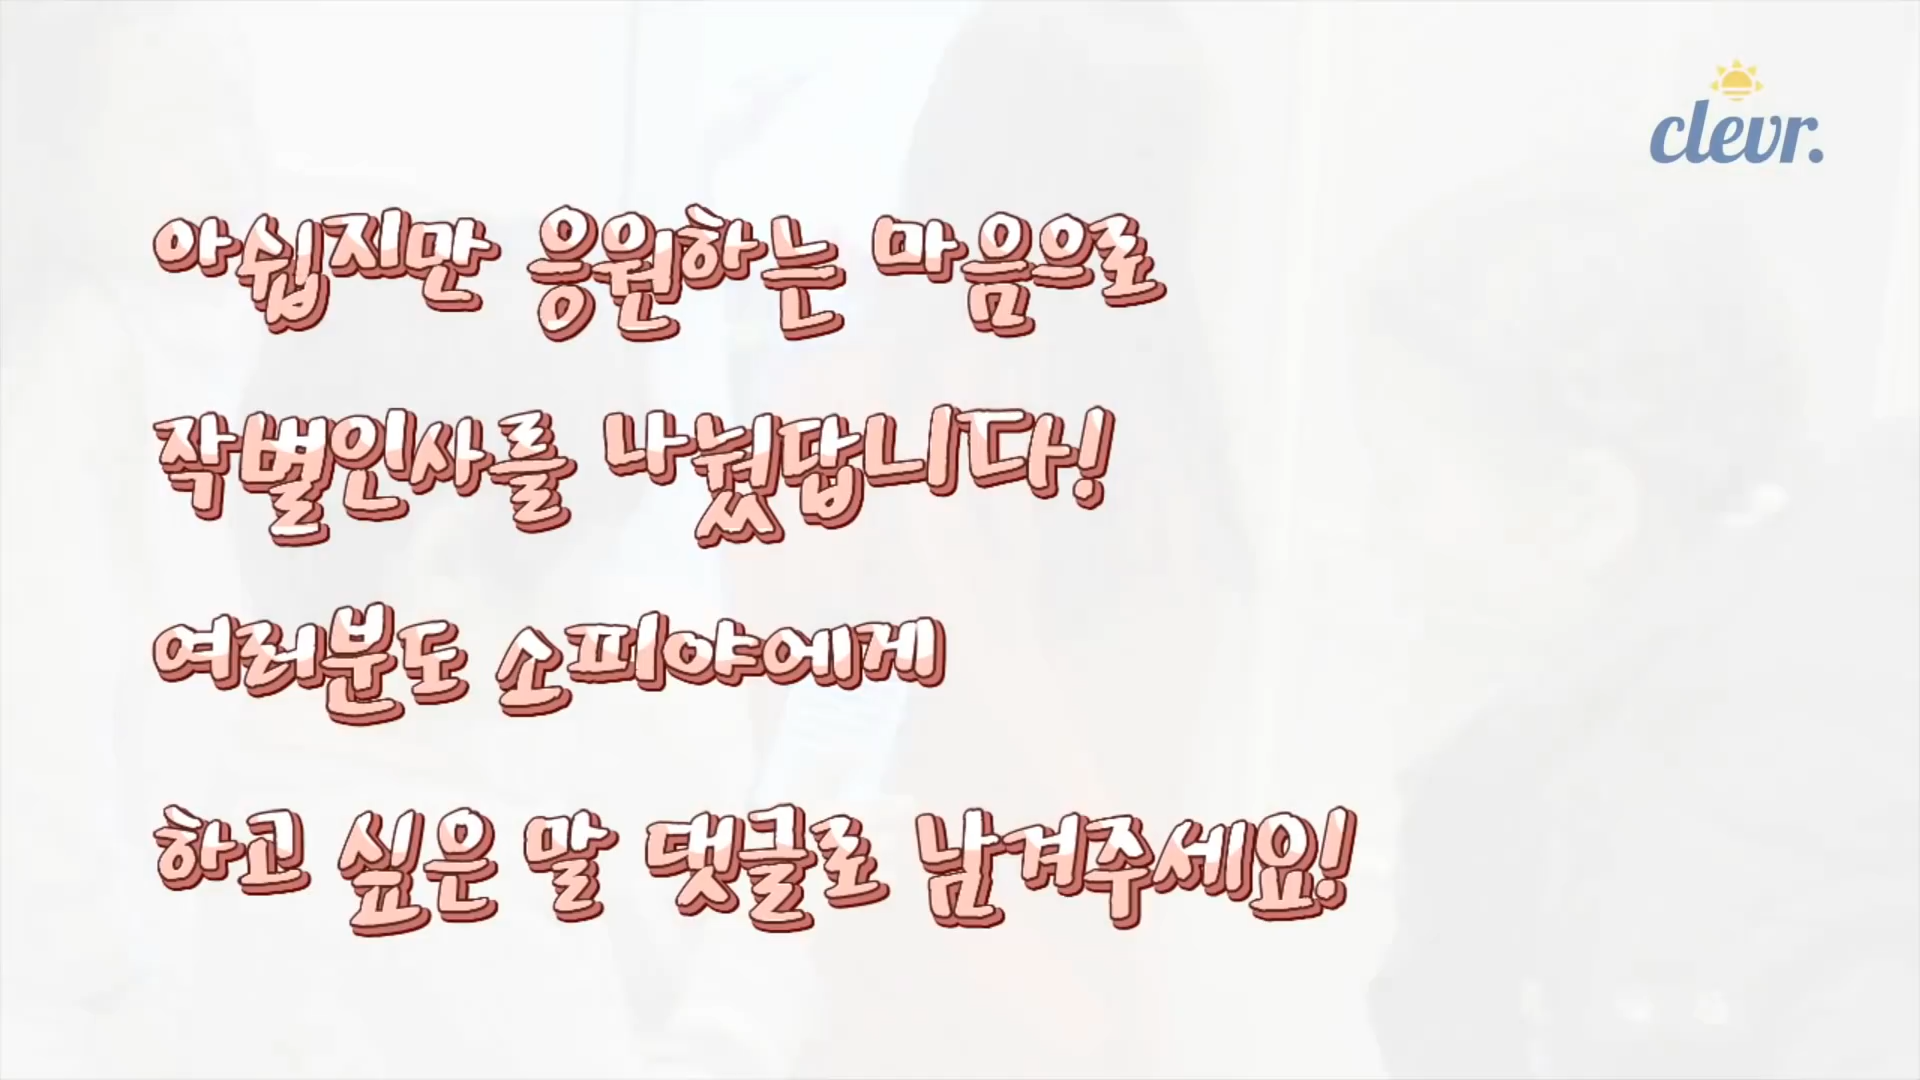 clevr.
아쉽지만 응원하는 마음으로
작별인사를 나눴답니다!
여러분도 소피야에게
하고 싶은 말 댓글로 남겨주세요!